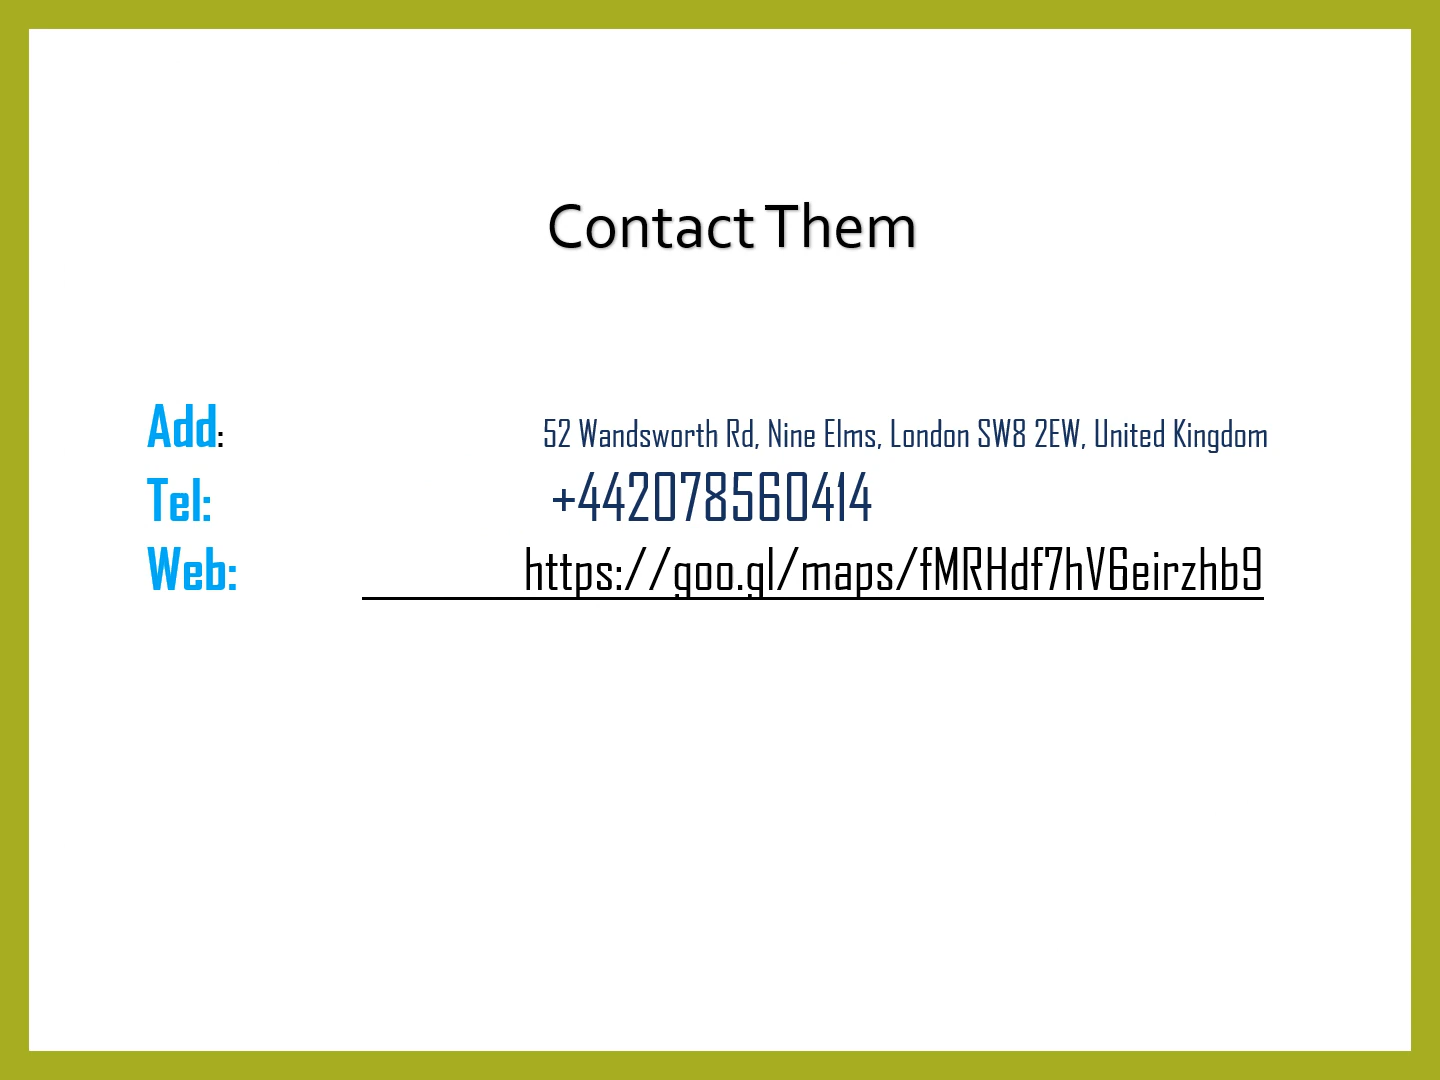 Contact Them
Add: 52 Wandsworth Rd, Nine Elms, London SW8 2EW, United Kingdom
Tel: +442078560414
Web: https://goo.gl/maps/fMRHdf7hV6eirzhb9